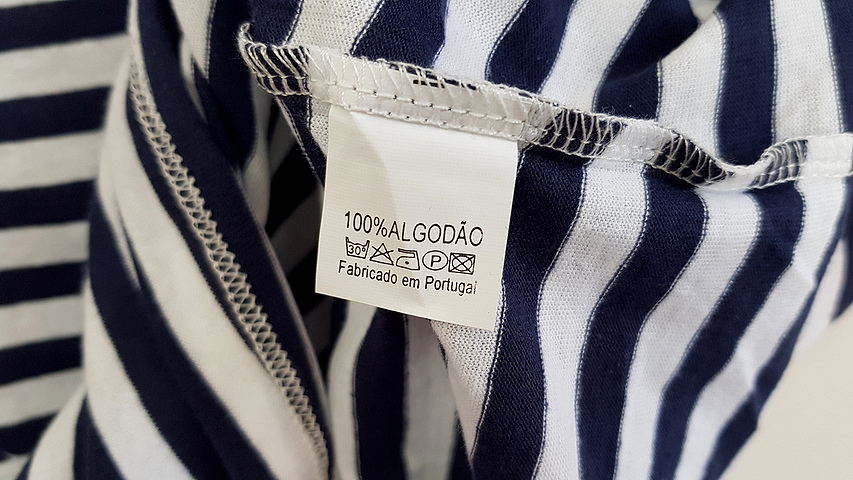 100%ALGODÃO
30° P
Fabricado em Portugal